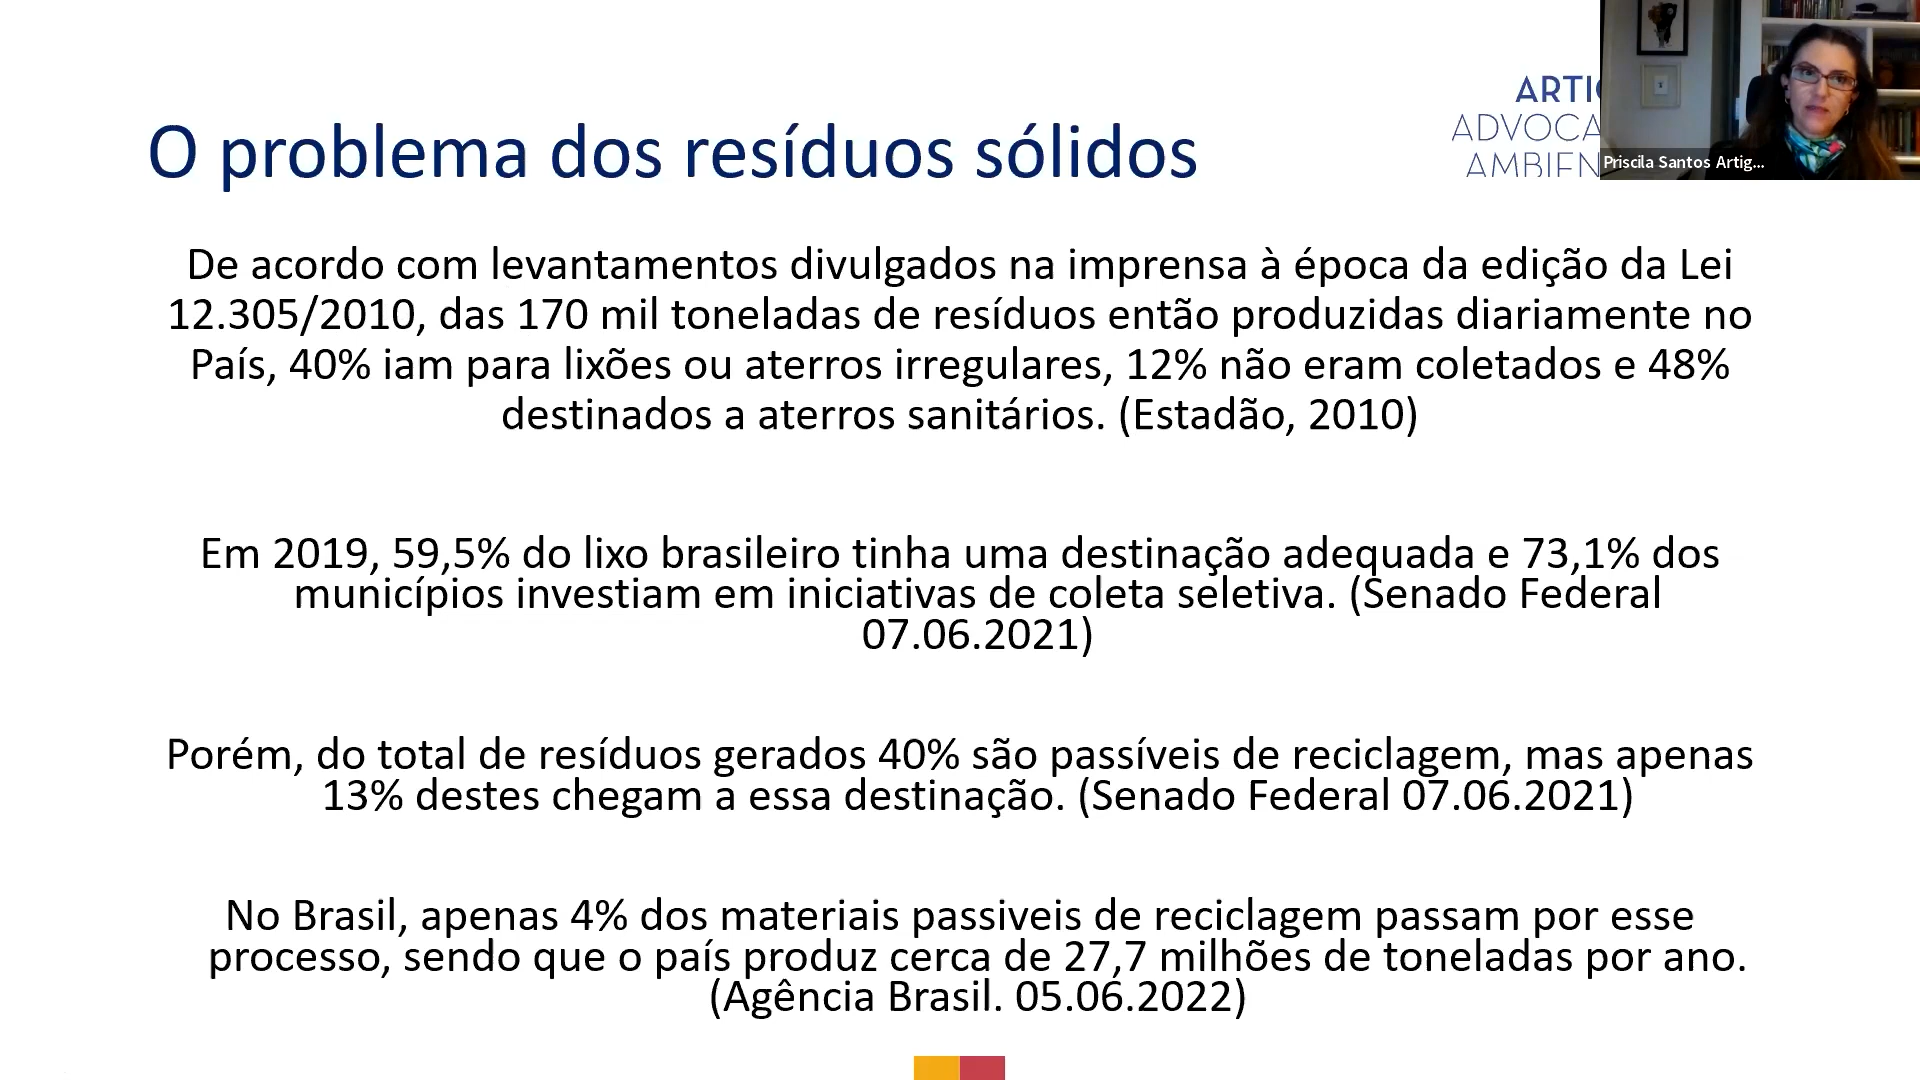 O problema dos resíduos sólidos
ARTI
ADVOCA
AMBIEN
Priscila Santos Artig...
De acordo com levantamentos divulgados na imprensa à época da edição da Lei
12.305/2010, das 170 mil toneladas de resíduos então produzidas diariamente no
País, 40% iam para lixões ou aterros irregulares, 12% não eram coletados e 48%
destinados a aterros sanitários. (Estadão, 2010)
Em 2019, 59,5% do lixo brasileiro tinha uma destinação adequada e 73,1% dos
municípios investiam em iniciativas de coleta seletiva. (Senado Federal
07.06.2021)
Porém, do total de resíduos gerados 40% são passíveis de reciclagem, mas apenas
13% destes chegam a essa destinação. (Senado Federal 07.06.2021)
No Brasil, apenas 4% dos materiais passiveis de reciclagem passam por esse
processo, sendo que o país produz cerca de 27,7 milhões de toneladas por ano.
(Agência Brasil. 05.06.2022)